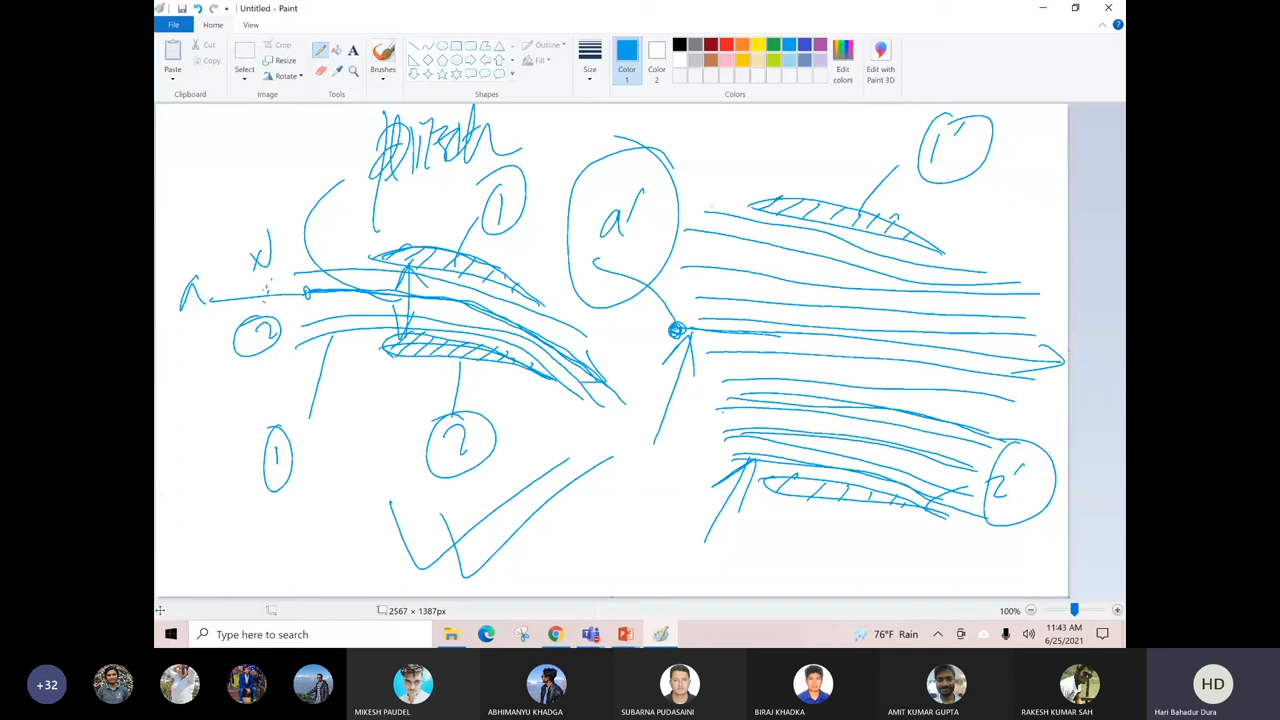 Untitled - Paint
File
Home
View
Paste
Cut
Copy
Clipboard
Select
Crop
Resize
Rotate
Image
Tools
Brushes
Shapes
Outline
Fill
Size
Color
1
Color
2
Edit
colors
Edit with
Paint 3D
Colors
1
1'
a'
2
1
2
2'
2567 × 1387px
100%
Type here to search
76°F Rain
11:43 AM
6/25/2021
+32
MIKESH PAUDEL
ABHIMANYU KHADGA
SUBARNA PUDASAINI
BIRAJ KHADKA
AMIT KUMAR GUPTA
RAKESH KUMAR SAH
HD
Hari Bahadur Dura